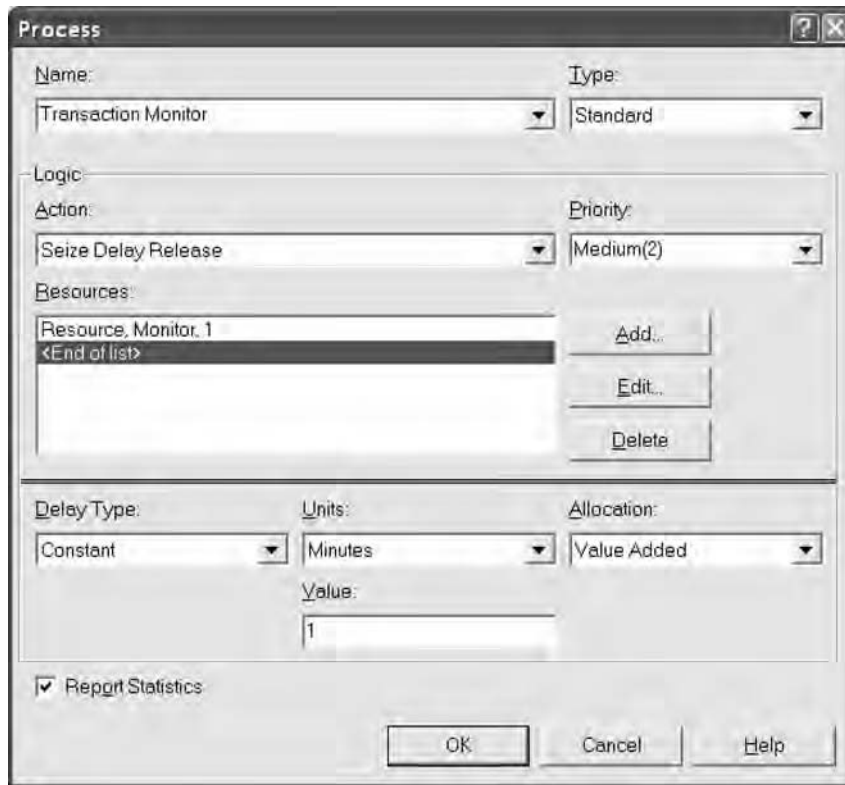 Process
Name: Type:
Transaction Monitor Standard
Logic
Action: Priority:
Seize Delay Release Medium(2)
Resources:
Resource, Monitor, 1
<End of list>
Add...
Edit...
Delete
Delay Type: Units: Allocation:
Constant Minutes Value Added
Value:
1
Report Statistics
OK Cancel Help